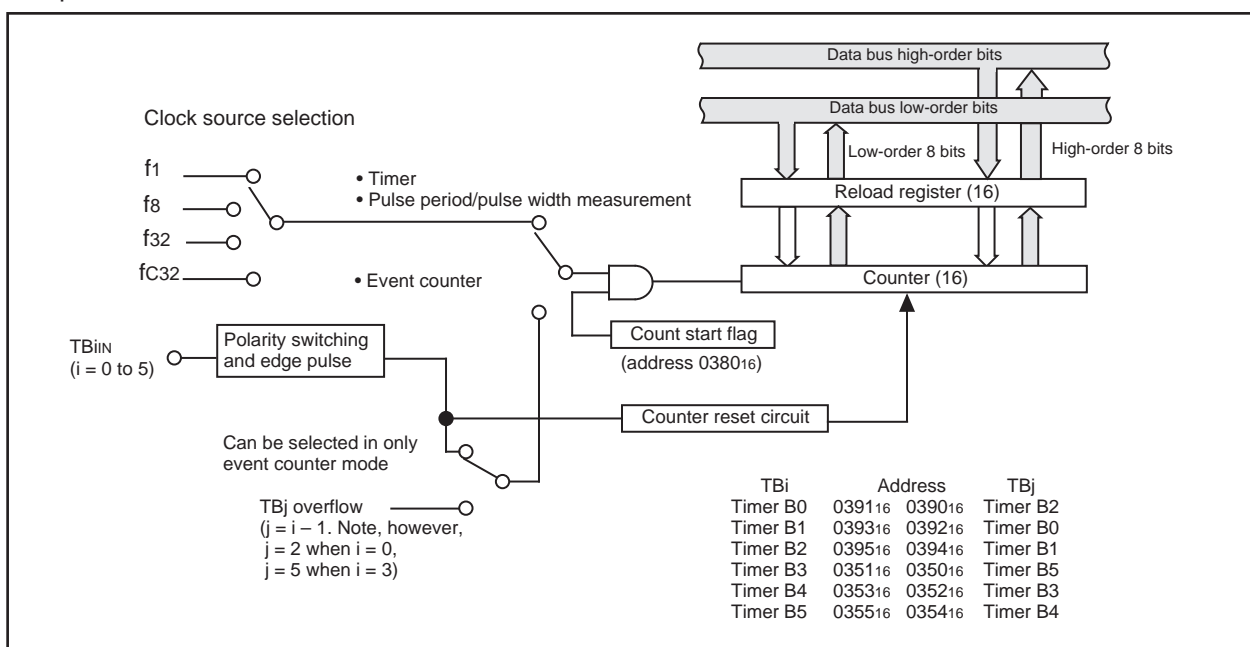 Data bus high-order bits
Data bus low-order bits
Clock source selection
Low-order 8 bits
High-order 8 bits
f1
• Timer
Reload register (16)
f8
• Pulse period/pulse width measurement
f32
fC32
• Event counter
Counter (16)
Count start flag
(address 038016)
TBiIN
(i = 0 to 5)
Polarity switching
and edge pulse
Counter reset circuit
Can be selected in only
event counter mode
TBj overflow
(j = i – 1. Note, however,
j = 2 when i = 0,
j = 5 when i = 3)
TBi Address TBj
Timer B0 039116 039016 Timer B2
Timer B1 039316 039216 Timer B0
Timer B2 039516 039416 Timer B1
Timer B3 035116 035016 Timer B5
Timer B4 035316 035216 Timer B3
Timer B5 035516 035416 Timer B4